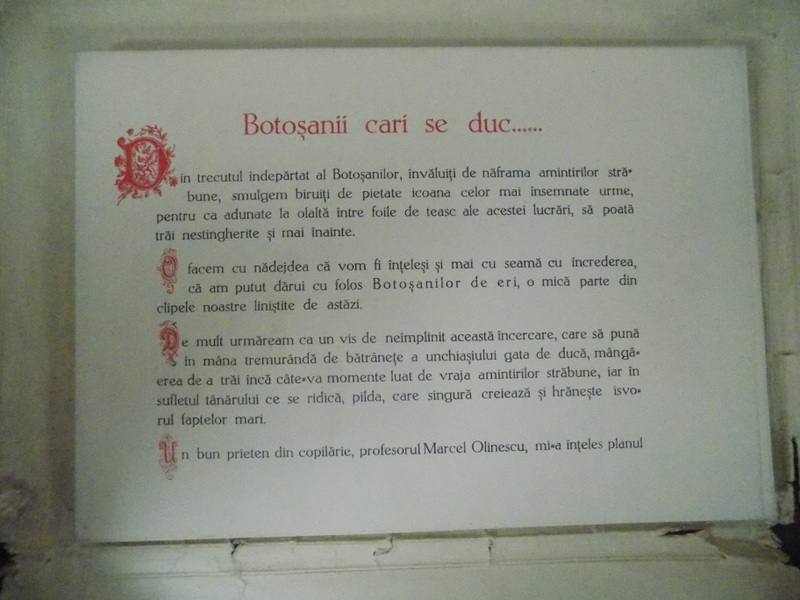 Botoșanii cari se duc......
Din trecutul îndepărtat al Botoșanilor, învăluiți de năframa amintirilor stră-
bune, smulgem biruiți de pietate icoana celor mai însemnate urme,
pentru ca adunate la olaltă între foile de teasc ale acestei lucrări, să poată
trăi nestingherite și mai înainte.
O facem cu nădejdea că vom fi înțeleși și mai cu seamă cu încrederea,
că am putut dărui cu folos Botoșanilor de eri, o mică parte din
clipele noastre liniștite de astăzi.
De mult urmăream ca un vis de neîmplinit această încercare, care să pună
în mâna tremurândă de bătrânețe a unchiașiului gata de ducă, mângâ-
erea de a trăi încă câte-va momente luat de vraja amintirilor străbune, iar în
sufletul tânărului ce se ridică, pilda, care singură creiează și hrănește isvo-
rul faptelor mari.
Un bun prieten din copilărie, profesorul Marcel Olinescu, mi-a înțeles planul